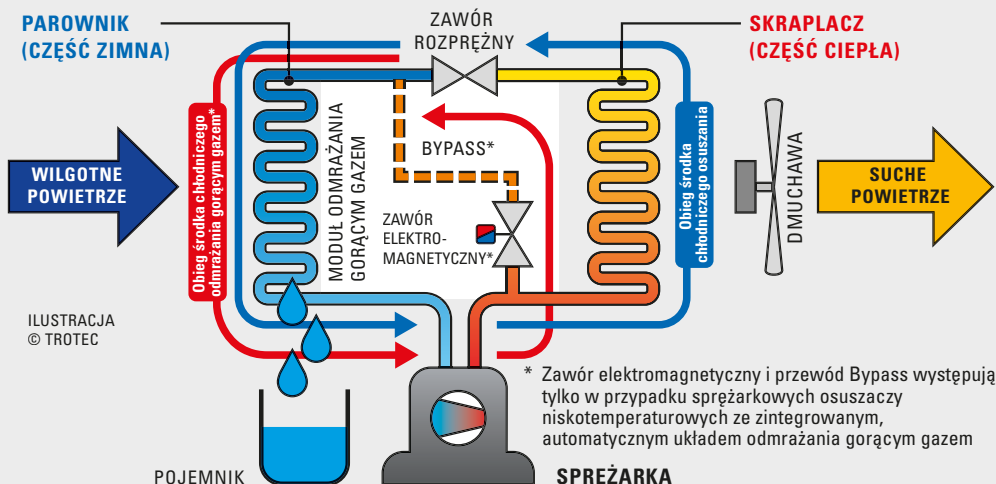 PAROWNIK
(CZĘŚĆ ZIMNA)
ZAWÓR
ROZPRĘŻNY
SKRAPLACZ
(CZĘŚĆ CIEPŁA)
WILGOTNE
POWIETRZE
Obieg środka chłodniczego
odmrażania gorącym gazem*
MODUŁ ODMRAŻANIA
GORĄCYM GAZEM
BYPASS*
ZAWÓR
ELEKTRO-
MAGNETYCZNY*
Obieg środka
chłodniczego osuszania
DMUCHAWA
SUCHE
POWIETRZE
ILUSTRACJA
© TROTEC
* Zawór elektromagnetyczny i przewód Bypass występują
tylko w przypadku sprężarkowych osuszaczy
niskotemperaturowych ze zintegrowanym,
automatycznym układem odmrażania gorącym gazem
POJEMNIK
SPRĘŻARKA